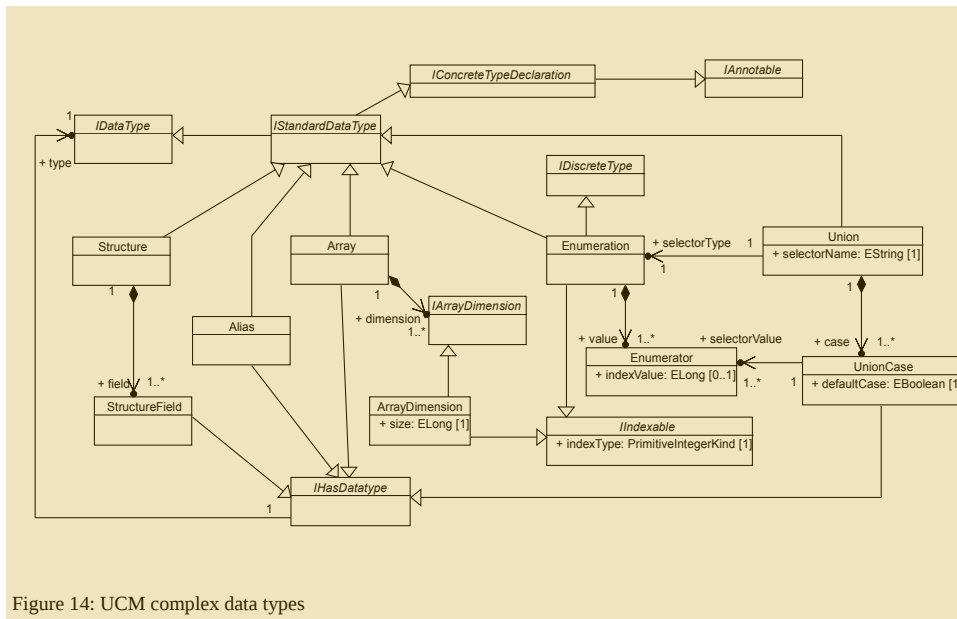 IConcreteTypeDeclaration
IAnnotable
1
IDataType
IStandardDataType
+ type
IDiscreteType
Structure
Array
Enumeration
+ selectorType
1
1
Union
+ selectorName: EString [1]
1
1
1
1
IArrayDimension
+ dimension
1..*
Alias
+ value
1..*
+ selectorValue
+ case
1..*
Enumerator
+ indexValue: ELong [0..1]
1..*
1
UnionCase
+ defaultCase: EBoolean [1
+ field
1..*
StructureField
ArrayDimension
+ size: ELong [1]
IIndexable
+ indexType: PrimitiveIntegerKind [1]
IHasDatatype
1
Figure 14: UCM complex data types